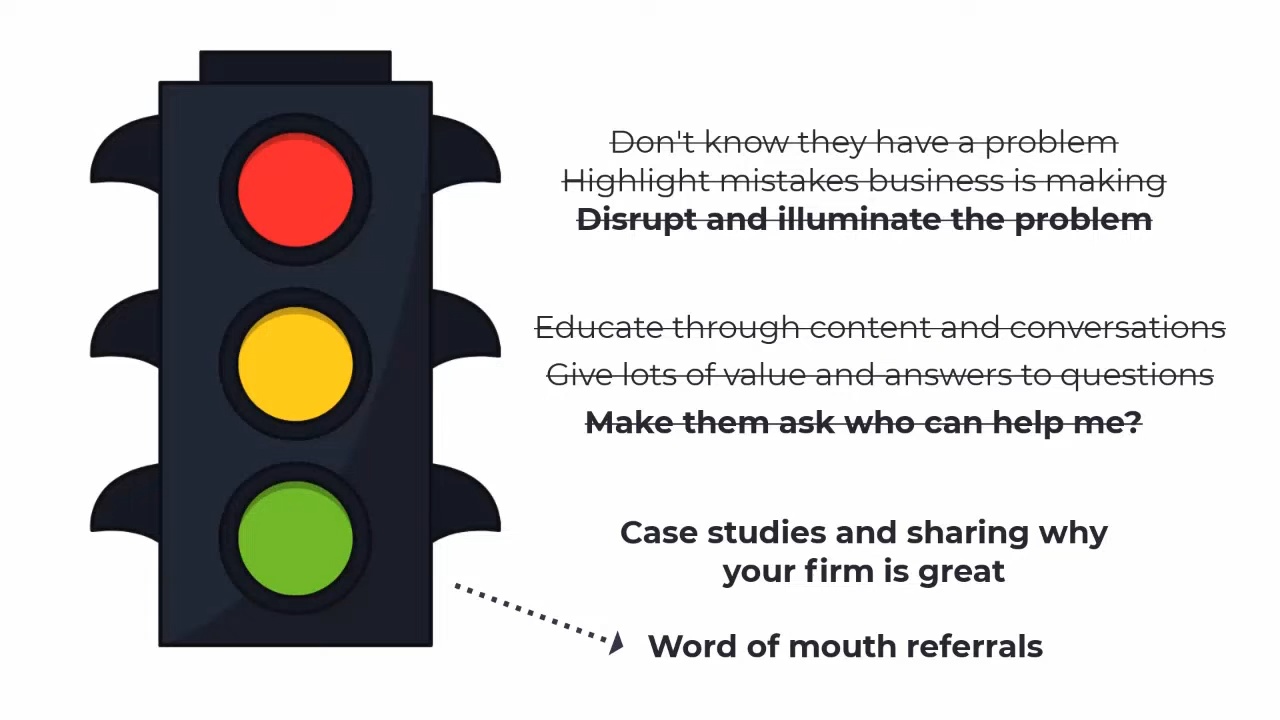 Don't know they have a problem
Highlight mistakes business is making
Disrupt and illuminate the problem
Educate through content and conversations
Give lots of value and answers to questions
Make them ask who can help me?
Case studies and sharing why
your firm is great
Word of mouth referrals